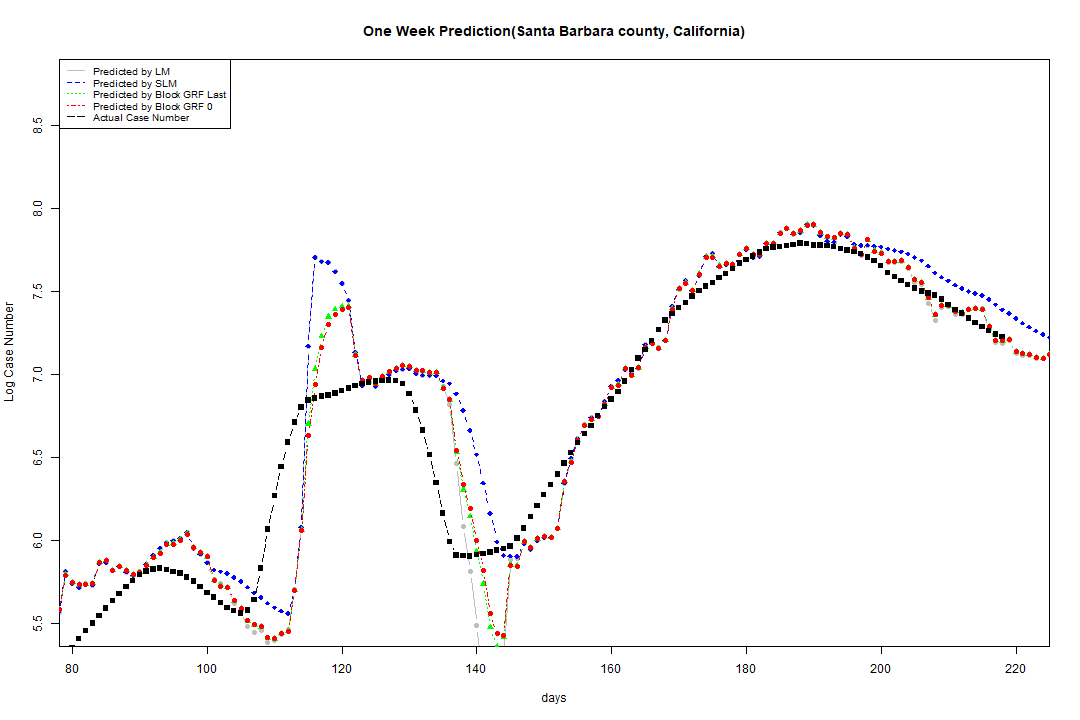 One Week Prediction(Santa Barbara county, California)
Predicted by LM
Predicted by SLM
Predicted by Block GRF Last
Predicted by Block GRF 0
Actual Case Number
8.5
8.0
7.5
7.0
6.5
6.0
5.5
Log Case Number
80 100 120 140 160 180 200 220
days